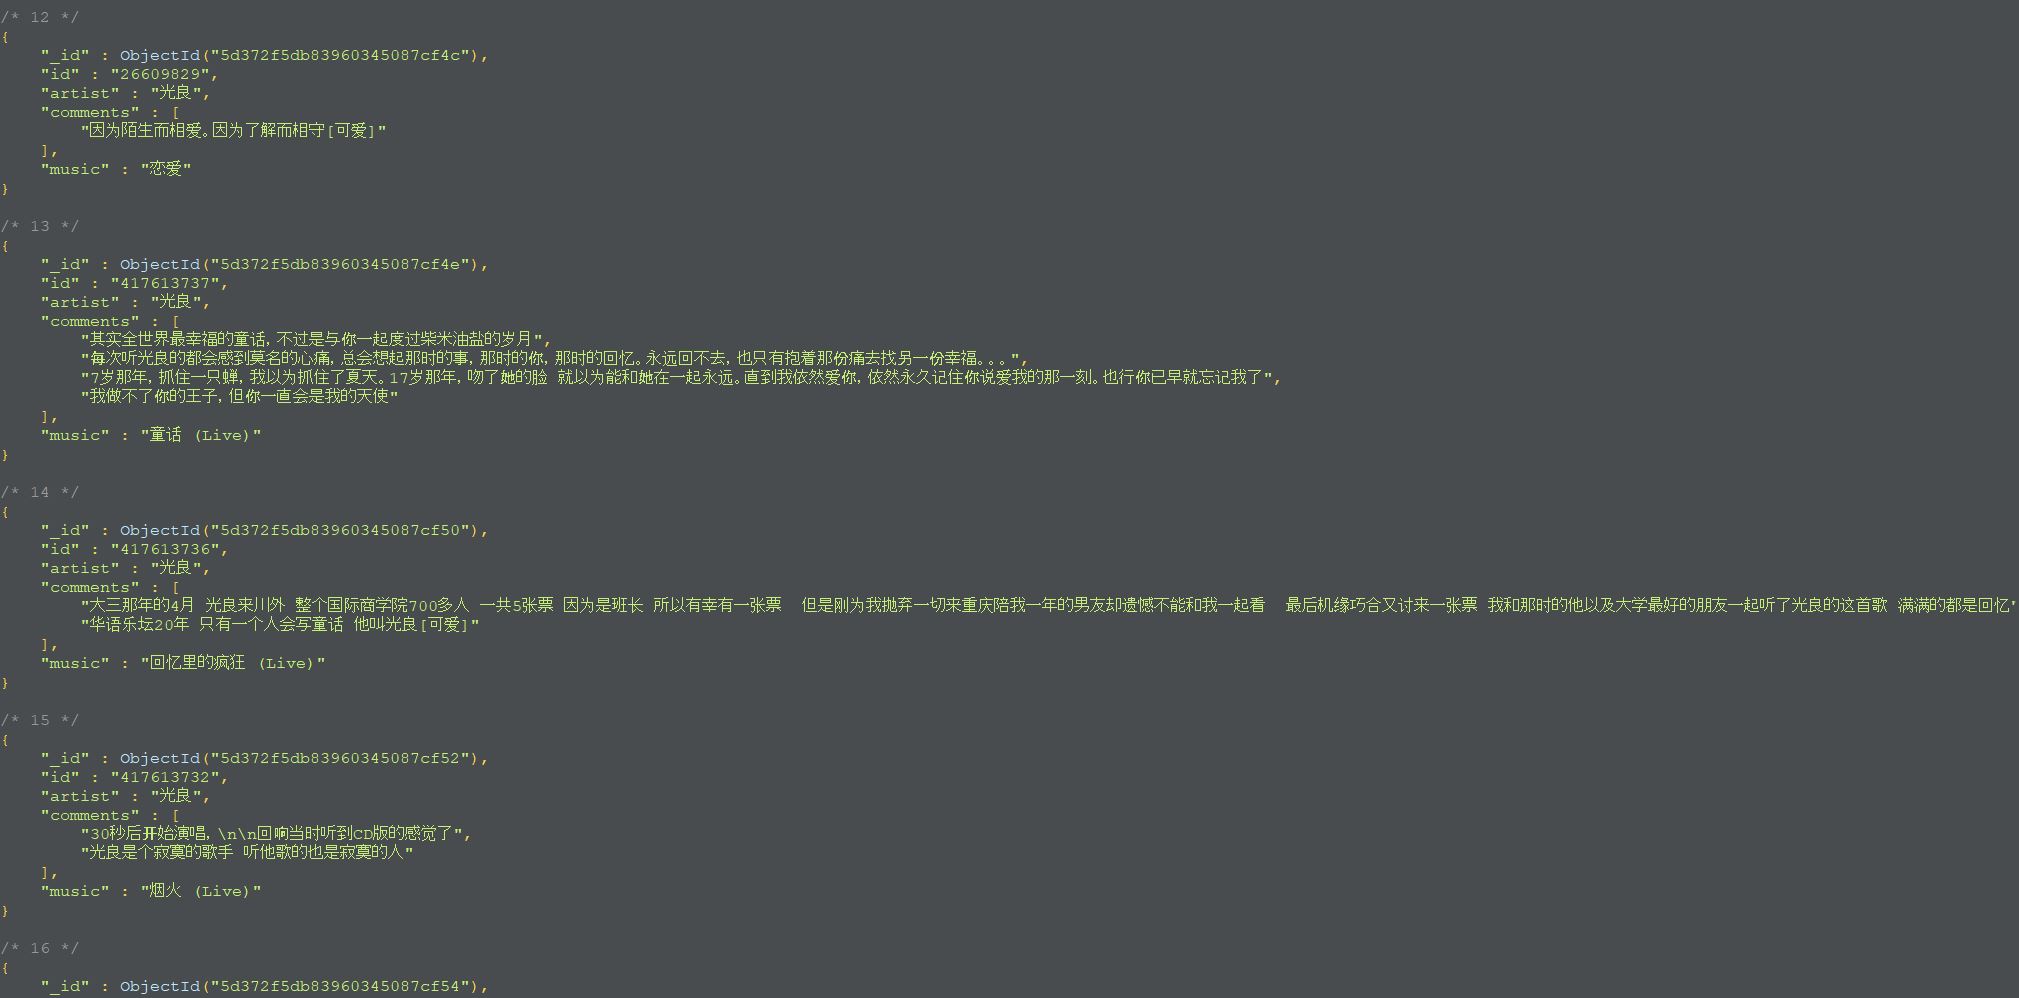 /* 12 */
{
    "_id" : ObjectId("5d372f5db83960345087cf4c"),
    "id" : "26609829",
    "artist" : "光良",
    "comments" : [
        "因为陌生而相爱。因为了解而相守[可爱]"
    ],
    "music" : "恋爱"
}

/* 13 */
{
    "_id" : ObjectId("5d372f5db83960345087cf4e"),
    "id" : "417613737",
    "artist" : "光良",
    "comments" : [
        "其实全世界最幸福的童话，不过是与你一起度过柴米油盐的岁月",
        "每次听光良的都会感到莫名的心痛，总会想起那时的事，那时的你，那时的回忆。永远回不去，也只有抱着那份痛去找另一份幸福。。。",
        "7岁那年，抓住一只蝉，我以为抓住了夏天。17岁那年，吻了她的脸 就以为能和她在一起永远。直到我依然爱你，依然永久记住你说爱我的那一刻。也行你已早就忘记我了",
        "我做不了你的王子，但你一直会是我的天使"
    ],
    "music" : "童话 (Live)"
}

/* 14 */
{
    "_id" : ObjectId("5d372f5db83960345087cf50"),
    "id" : "417613736",
    "artist" : "光良",
    "comments" : [
        "大三那年的4月 光良来川外 整个国际商学院700多人 一共5张票 因为是班长 所以有幸有一张票  但是刚为我抛弃一切来重庆陪我一年的男友却遗憾不能和我一起看  最后机缘巧合又讨来一张票 我和那时的他以及大学最好的朋友一起听了光良的这首歌 满满的都是回忆"
        "华语乐坛20年 只有一个人会写童话 他叫光良[可爱]"
    ],
    "music" : "回忆里的疯狂 (Live)"
}

/* 15 */
{
    "_id" : ObjectId("5d372f5db83960345087cf52"),
    "id" : "417613732",
    "artist" : "光良",
    "comments" : [
        "30秒后开始演唱，\n\n回响当时听到CD版的感觉了",
        "光良是个寂寞的歌手 听他歌的也是寂寞的人"
    ],
    "music" : "烟火 (Live)"
}

/* 16 */
{
    "_id" : ObjectId("5d372f5db83960345087cf54"),